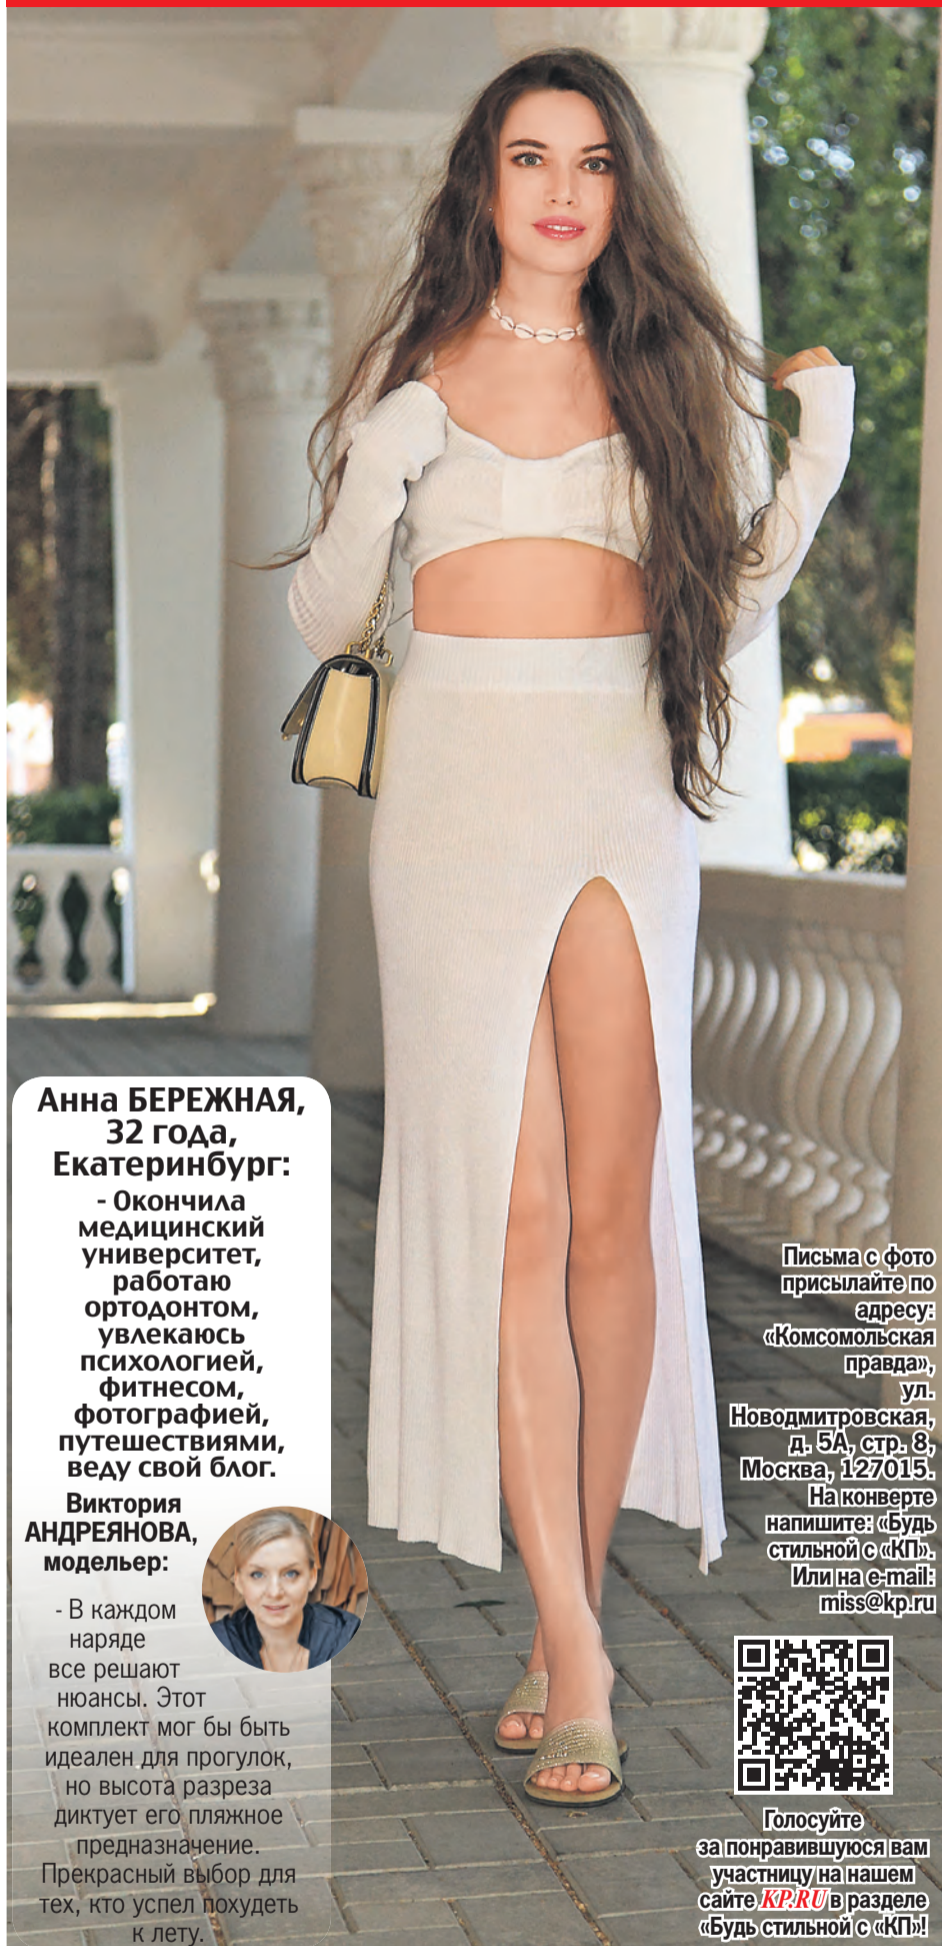 Анна БЕРЕЖНАЯ,
32 года,
Екатеринбург:
- Окончила
медицинский
университет,
работаю
ортодонтом,
увлекаюсь
психологией,
фитнесом,
фотографией,
путешествиями,
веду свой блог.
Виктория
АНДРЕЯНОВА,
модельер:
- В каждом
наряде
все решают
нюансы. Этот
комплект мог бы быть
идеален для прогулок,
но высота разреза
диктует его пляжное
предназначение.
Прекрасный выбор для
тех, кто успел похудеть
к лету.
Письма с фото
присылайте по
адресу:
«Комсомольская
правда»,
ул.
Новодмитровская,
д. 5А, стр. 8,
Москва, 127015.
На конверте
напишите: «Будь
стильной с «КП».
Или на e-mail:
miss@kp.ru
Голосуйте
за понравившуюся вам
участницу на нашем
сайте KP.RU в разделе
«Будь стильной с «КП»!